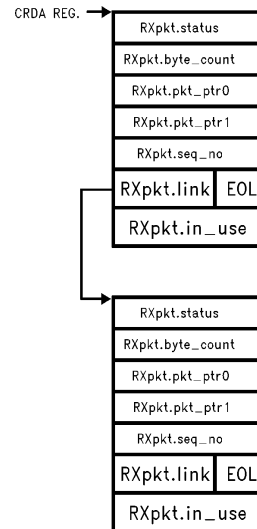 CRDA REG.
RXpkt.status
RXpkt.byte_count
RXpkt.pkt_ptr0
RXpkt.pkt_ptr1
RXpkt.seq_no
RXpkt.link EOL
RXpkt.in_use
RXpkt.status
RXpkt.byte_count
RXpkt.pkt_ptr0
RXpkt.pkt_ptr1
RXpkt.seq_no
RXpkt.link EOL
RXpkt.in_use